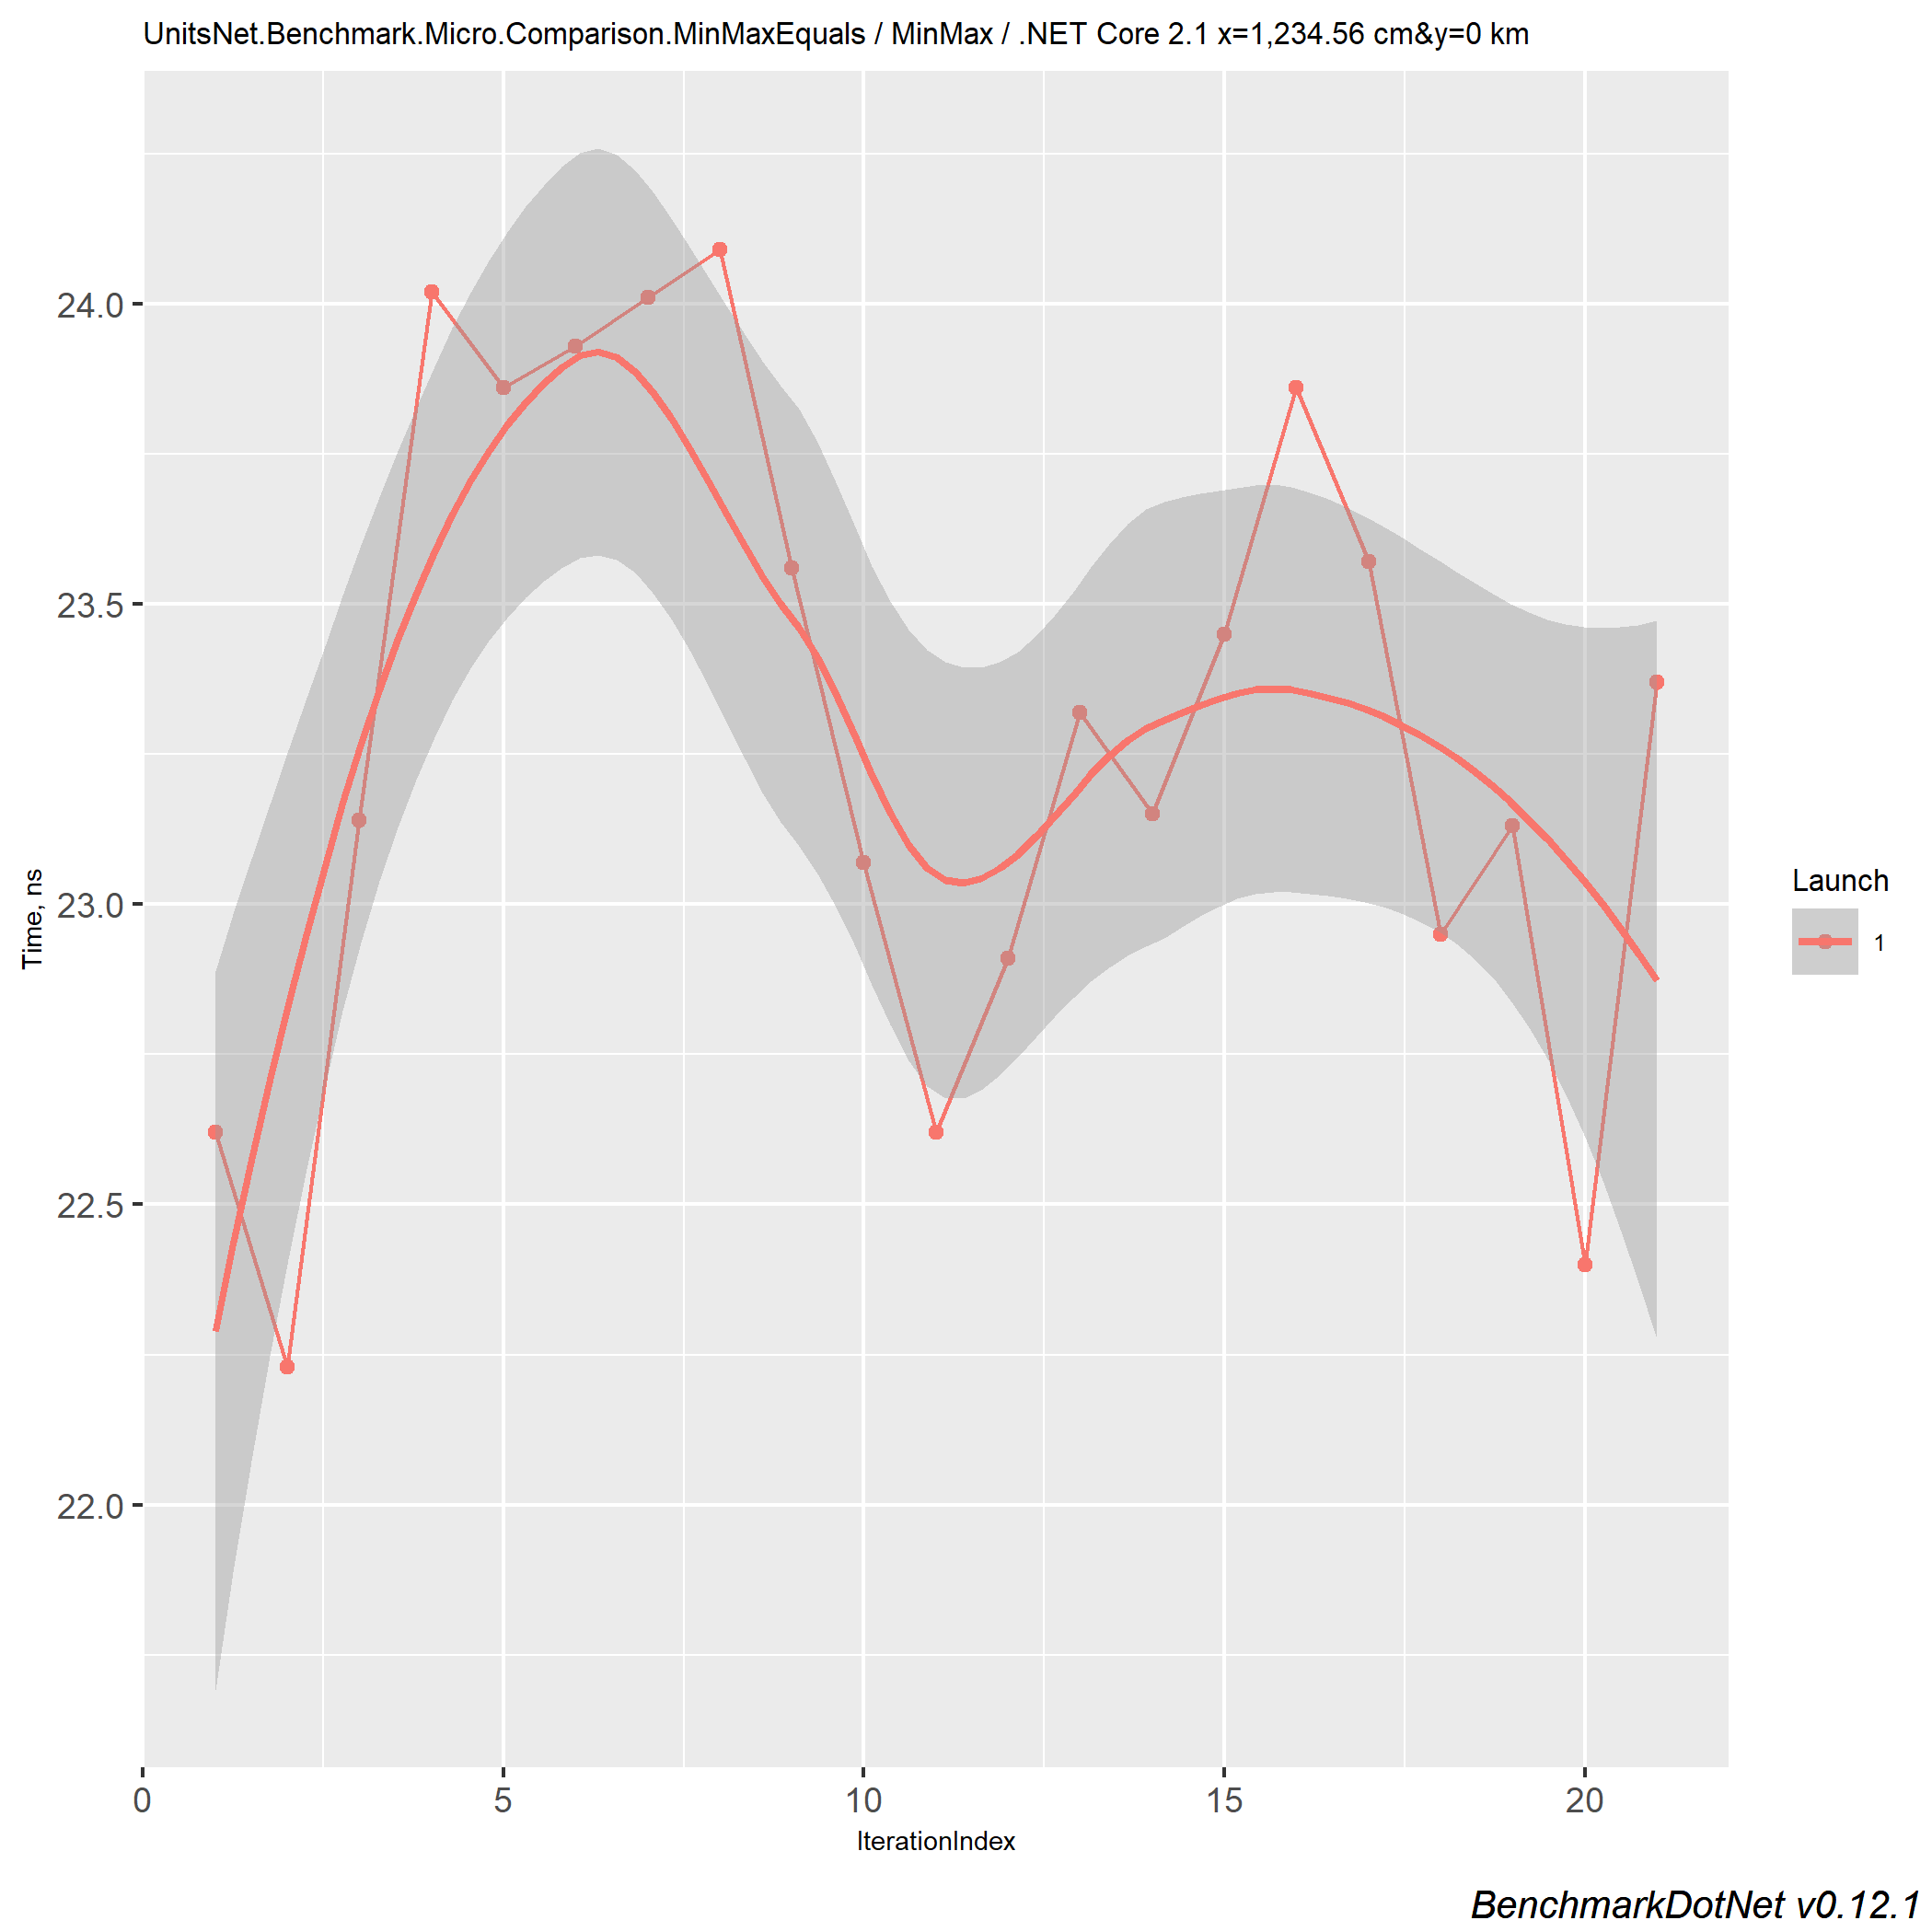 UnitsNet.Benchmark.Micro.Comparison.MinMaxEquals / MinMax / .NET Core 2.1 x=1,234.56 cm&y=0 km
24.0
23.5
23.0
22.5
22.0
Time, ns
0 5 10 15 20
IterationIndex
Launch
1
BenchmarkDotNet v0.12.1